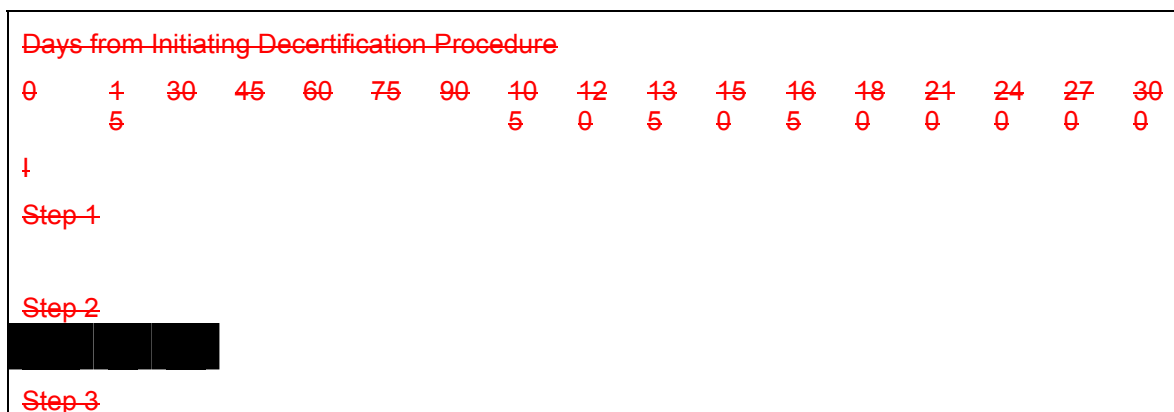 Days from Initiating Decertification Procedure
0 15 30 45 60 75 90 105 120 135 150 165 180 210 240 270 300
I
Step 1
Step 2
Step 3